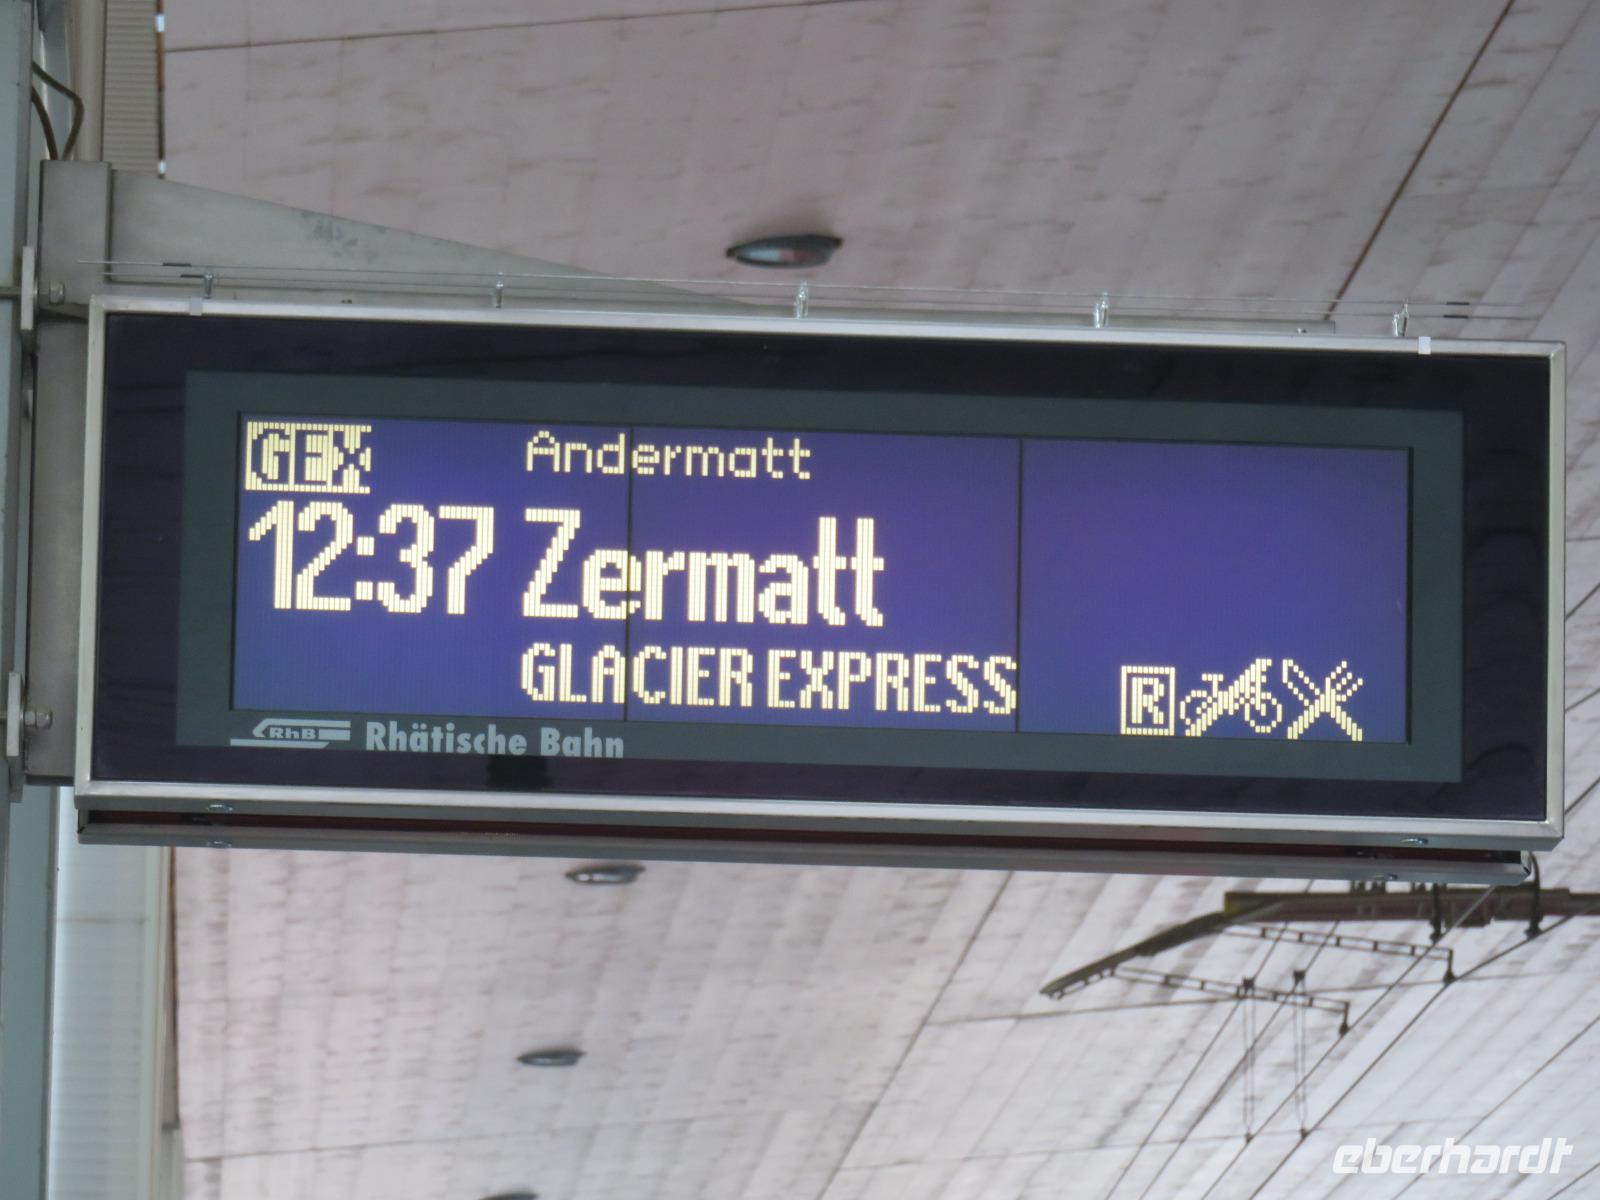 GEX
Andermatt
12:37 Zermatt
GLACIER EXPRESS
R
RhB Rhätische Bahn
eberhardt